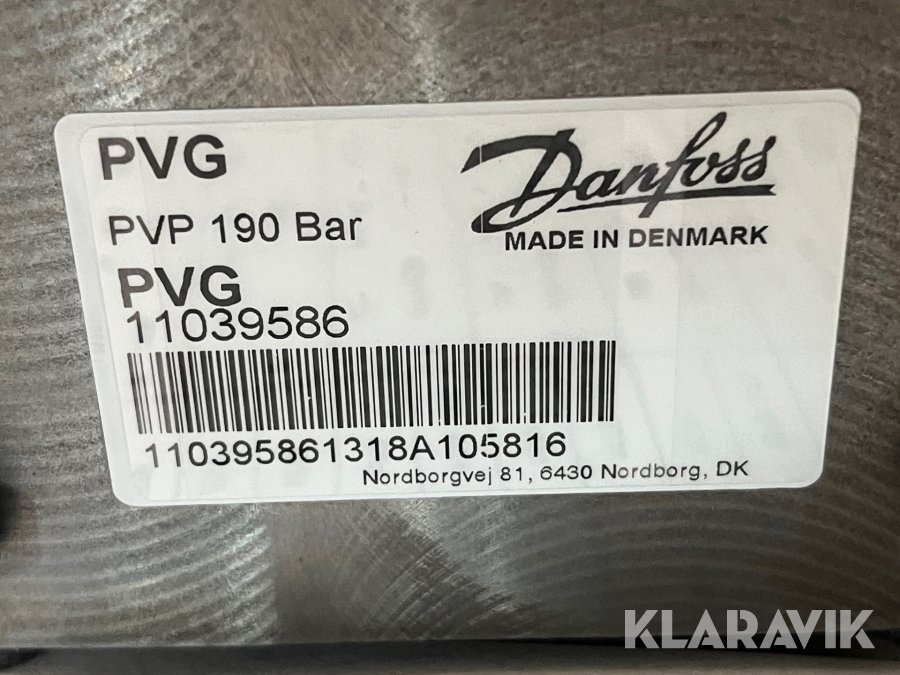 PVG
Danfoss
MADE IN DENMARK
PVP 190 Bar
PVG
11039586
110395861318A105816
Nordborgvej 81, 6430 Nordborg, DK
KLARAVIK